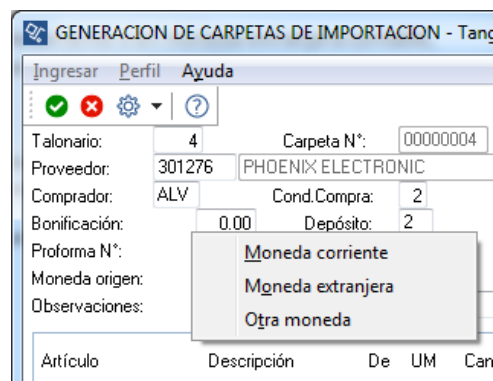 GENERACION DE CARPETAS DE IMPORTACION - Tang
Ingresar Perfil Ayuda
Talonario: 4 Carpeta N°: 00000004
Proveedor: 301276 PHOENIX ELECTRONIC
Comprador: ALV Cond.Compra: 2
Bonificación: 0.00 Depósito: 2
Proforma N°:
Moneda corriente
Moneda origen:
Moneda extranjera
Observaciones:
Otra moneda
Artículo Descripción De UM Can